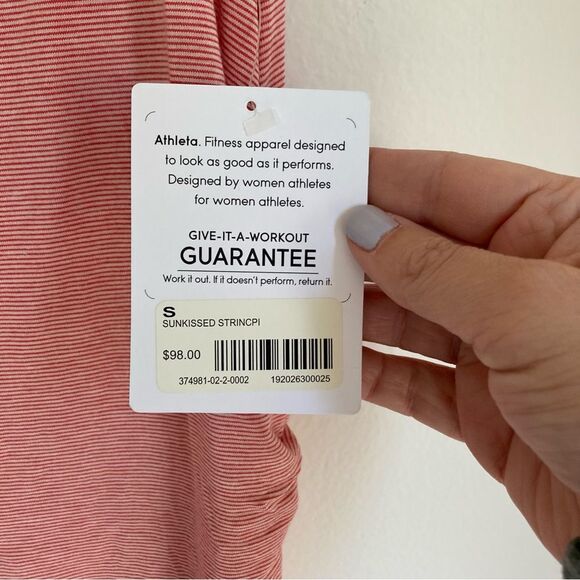 Athleta. Fitness apparel designed
to look as good as it performs.
Designed by women athletes
for women athletes.
GIVE-IT-A-WORKOUT
GUARANTEE
Work it out. If it doesn't perform, return it.
S
SUNKISSED STRINCPI
$98.00
374981-02-2-0002 192026300025